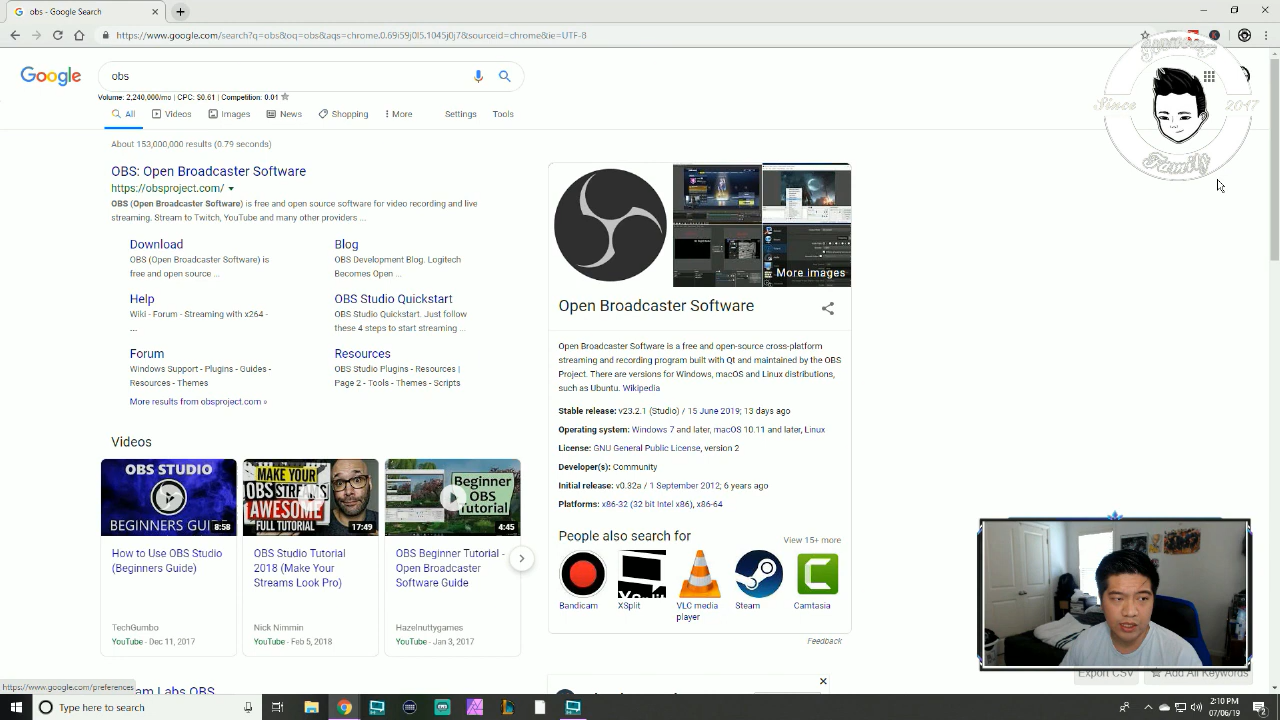 obs - Google Search
https://www.google.com/search?q=obs&oq=obs&aqs=chrome.0.69i59j0l5.1045j0j7&sourceid=chrome&ie=UTF-8
Google
obs
Volume: 2,240,000/mo | CPC: $0.61 | Competition: 0.01
All
Videos
Images
News
Shopping
More
Settings
Tools
Since
2017
Family
About 153,000,000 results (0.79 seconds)
OBS: Open Broadcaster Software
https://obsproject.com/
OBS (Open Broadcaster Software) is free and open source software for video recording and live
streaming. Stream to Twitch, YouTube and many other providers ...
Download
OBS (Open Broadcaster Software) is
free and open source ...
Blog
OBS Development Blog. Logitech
Becomes Open ...
Help
Wiki - Forum - Streaming with x264 -
...
OBS Studio Quickstart
OBS Studio Quickstart. Just follow
these 4 steps to start streaming ...
Forum
Windows Support - Plugins - Guides -
Resources - Themes
Resources
OBS Studio Plugins - Resources |
Page 2 - Tools - Themes - Scripts
More results from obsproject.com »
Videos
OBS STUDIO
BEGINNERS GUI
8:58
How to Use OBS Studio
(Beginners Guide)
TechGumbo
YouTube - Dec 11, 2017
MAKE YOUR
OBS STREAMS
AWESOME
FULL TUTORIAL
17:49
OBS Studio Tutorial
2018 (Make Your
Streams Look Pro)
Nick Nimmin
YouTube - Feb 5, 2018
Beginner
OBS
Tutorial
4:45
OBS Beginner Tutorial -
Open Broadcaster
Software Guide
Hazelnuttygames
YouTube - Jan 3, 2017
More images
Open Broadcaster Software
Open Broadcaster Software is a free and open-source cross-platform
streaming and recording program built with Qt and maintained by the OBS
Project. There are versions for Windows, macOS and Linux distributions,
such as Ubuntu. Wikipedia
Stable release: v23.2.1 (Studio) / 15 June 2019; 13 days ago
Operating system: Windows 7 and later, macOS 10.11 and later, Linux
License: GNU General Public License, version 2
Developer(s): Community
Initial release: v0.32a / 1 September 2012; 6 years ago
Platforms: x86-32 (32 bit Intel x86), x86-64
People also search for
View 15+ more
Bandicam
XSplit
VLC media
player
Steam
Camtasia
Feedback
Export CSV
Add All Keywords
https://www.google.com/preferences
am Labs OBS
Type here to search
2:10 PM
07/06/19
2